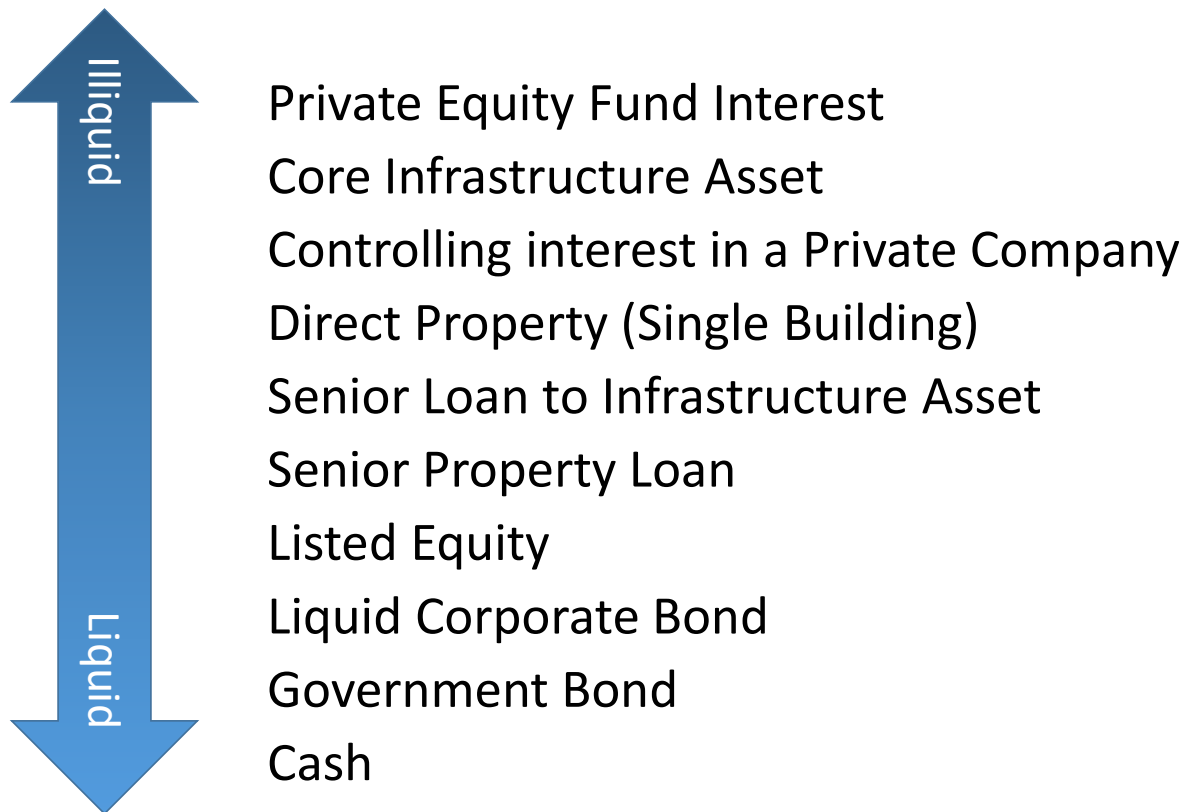 Illiquid
Private Equity Fund Interest
Core Infrastructure Asset
Controlling interest in a Private Company
Direct Property (Single Building)
Senior Loan to Infrastructure Asset
Senior Property Loan
Listed Equity
Liquid Corporate Bond
Government Bond
Cash
Liquid